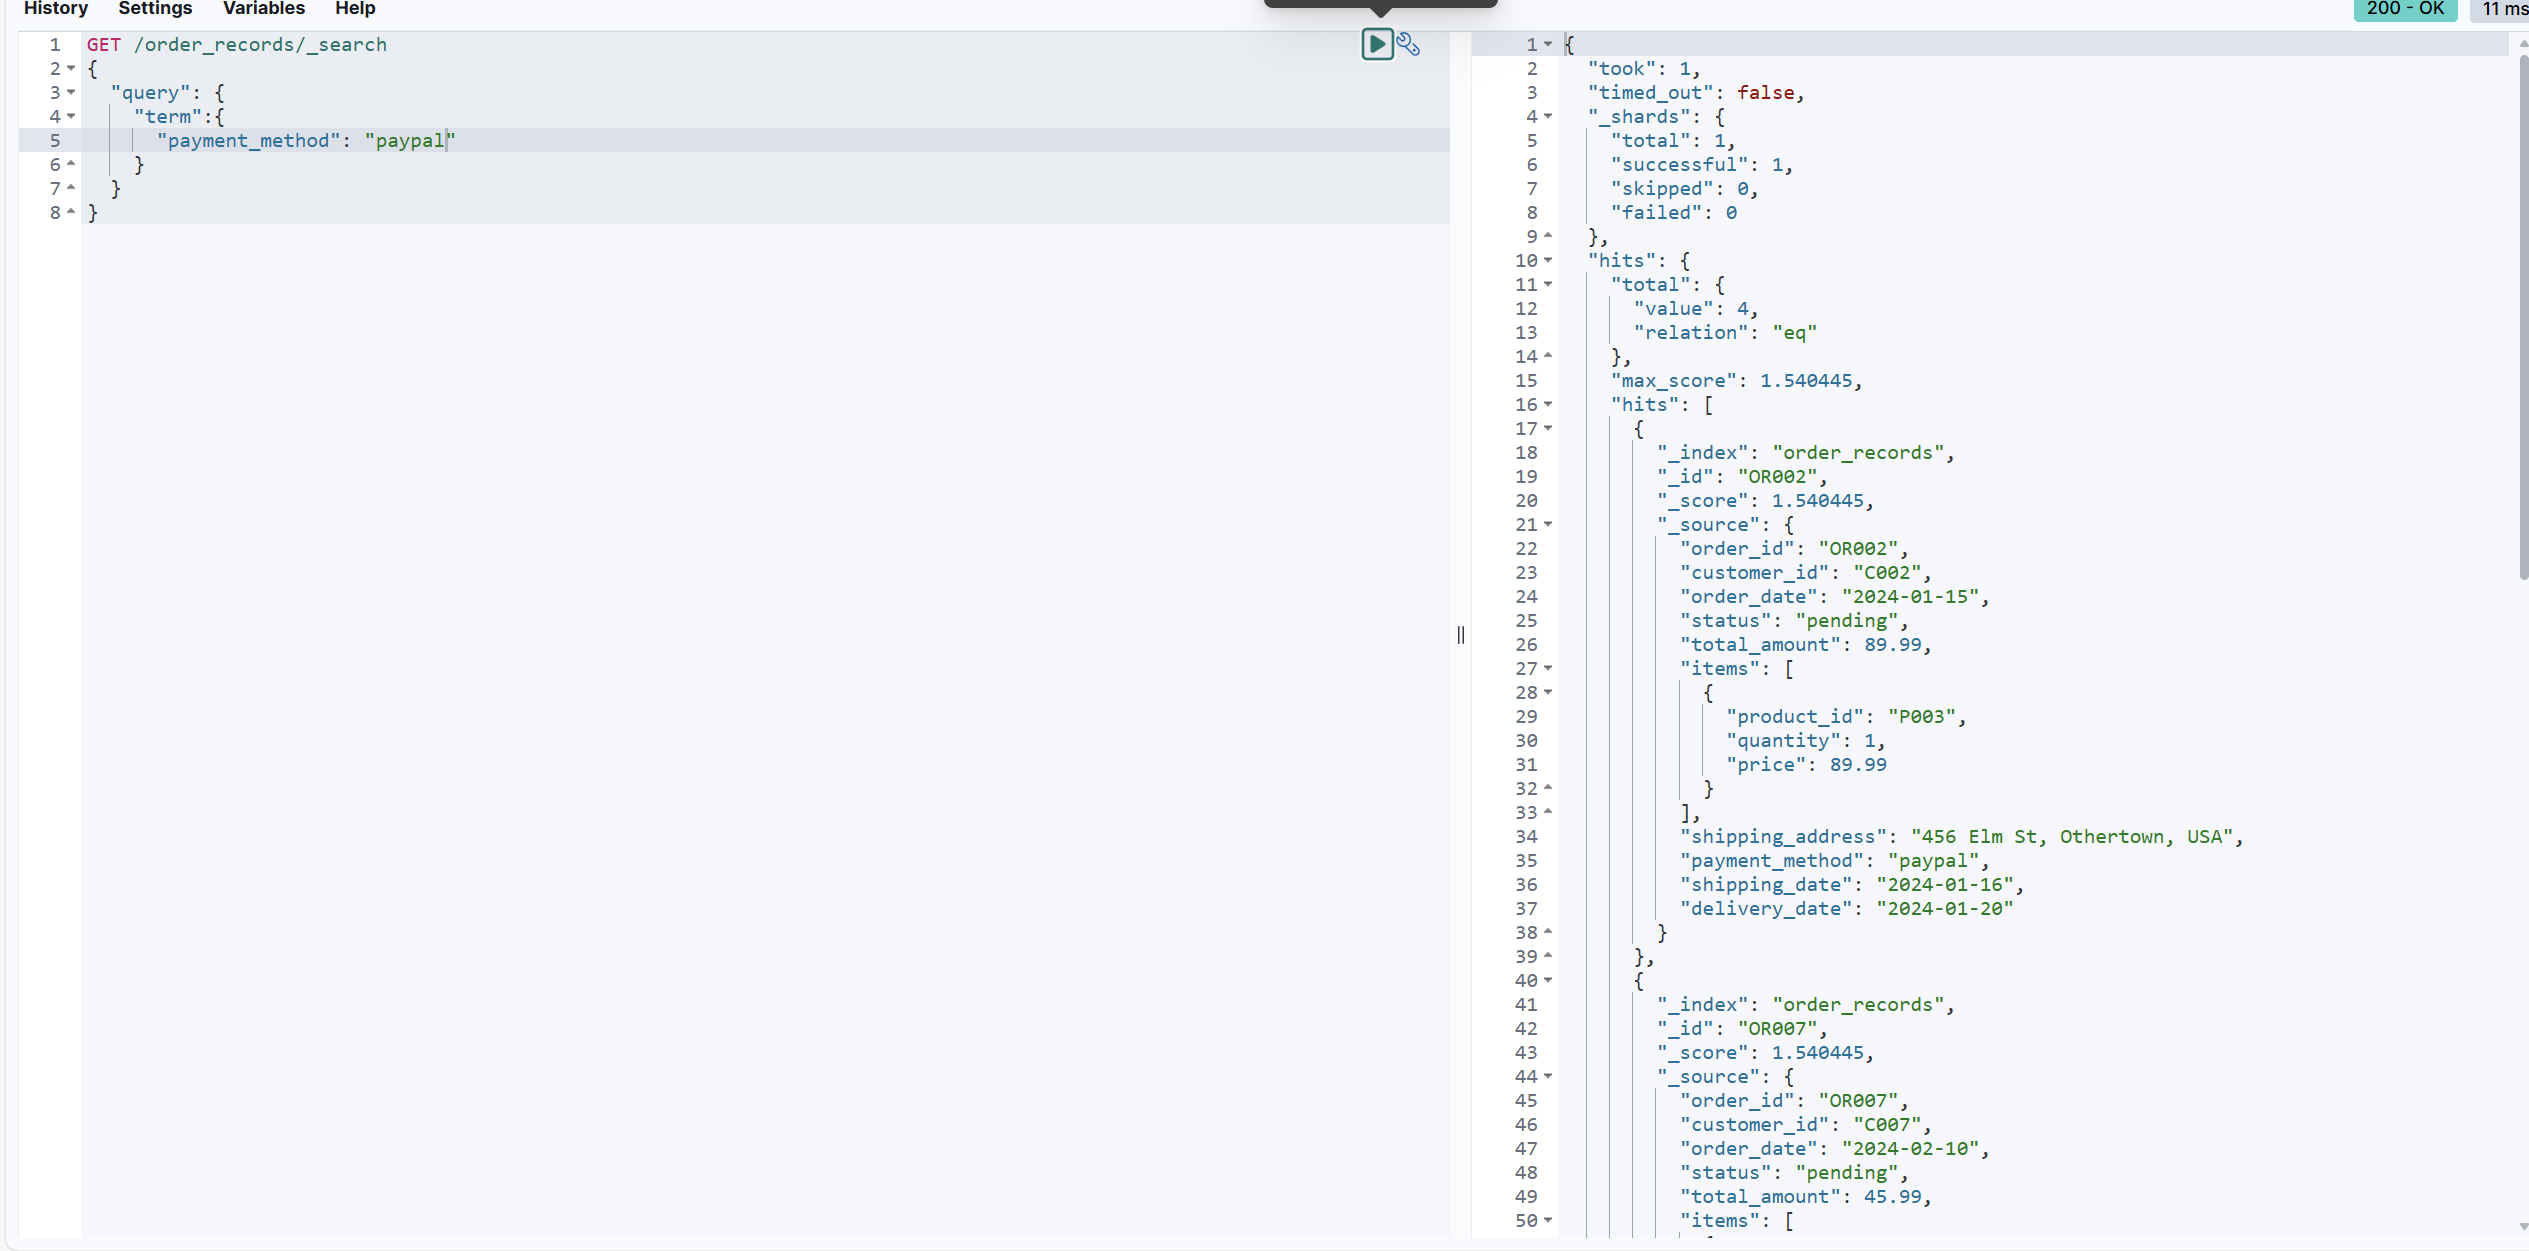 History Settings Variables Help
200 - OK 11 ms
1 GET /order_records/_search
2 {
3 "query": {
4 "term":{
5 "payment_method": "paypal"
6 }
7 }
8 }
1 {
2 "took": 1,
3 "timed_out": false,
4 "_shards": {
5 "total": 1,
6 "successful": 1,
7 "skipped": 0,
8 "failed": 0
9 },
10 "hits": {
11 "total": {
12 "value": 4,
13 "relation": "eq"
14 },
15 "max_score": 1.540445,
16 "hits": [
17 {
18 "_index": "order_records",
19 "_id": "OR002",
20 "_score": 1.540445,
21 "_source": {
22 "order_id": "OR002",
23 "customer_id": "C002",
24 "order_date": "2024-01-15",
25 "status": "pending",
26 "total_amount": 89.99,
27 "items": [
28 {
29 "product_id": "P003",
30 "quantity": 1,
31 "price": 89.99
32 }
33 ],
34 "shipping_address": "456 Elm St, Othertown, USA",
35 "payment_method": "paypal",
36 "shipping_date": "2024-01-16",
37 "delivery_date": "2024-01-20"
38 }
39 },
40 {
41 "_index": "order_records",
42 "_id": "OR007",
43 "_score": 1.540445,
44 "_source": {
45 "order_id": "OR007",
46 "customer_id": "C007",
47 "order_date": "2024-02-10",
48 "status": "pending",
49 "total_amount": 45.99,
50 "items": [